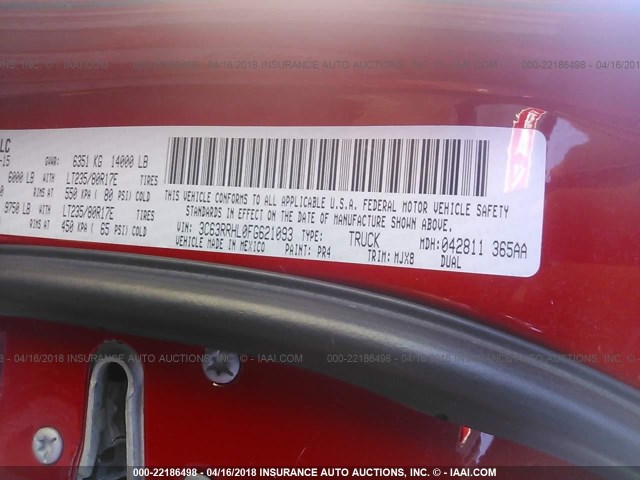 000-22186498 - 04/16/2018 INSURANCE AUTO AUCTIONS, INC. - © - IAAI.COM
LC
-15 GVWR: 6351 KG 14000 LB
6000 LB WITH LT235/80R17E TIRES
RIMS AT 550 KPA ( 80 PSI) COLD
9750 LB WITH LT235/80R17E TIRES
RIMS AT 450 KPA ( 65 PSI) COLD
THIS VEHICLE CONFORMS TO ALL APPLICABLE U.S.A. FEDERAL MOTOR VEHICLE SAFETY
STANDARDS IN EFFECT ON THE DATE OF MANUFACTURE SHOWN ABOVE
VIN: 3C63RRHL0FG621093 TYPE: TRUCK MDH: 042811 365AA
VEHICLE MADE IN MEXICO PAINT: PR4 TRIM: MJX8 DUAL
000-22186498 - 04/16/2018 INSURANCE AUTO AUCTIONS, INC. - © - IAAI.COM
000-22186498 - 04/16/2018 INSURANCE AUTO AUCTIONS, INC. - © - IAAI.COM